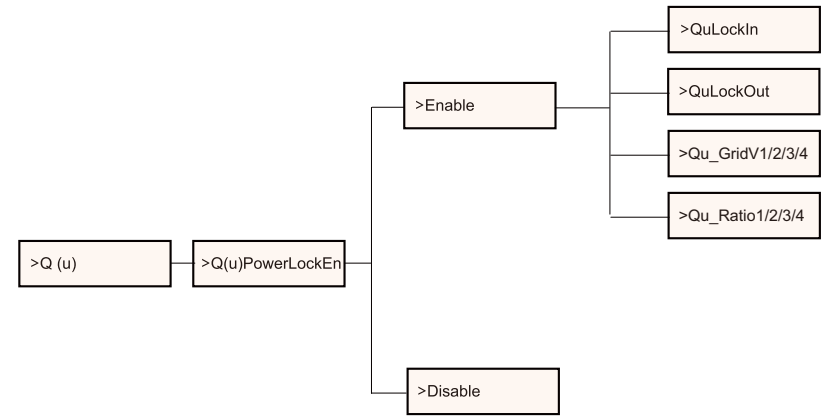 >QuLockIn
>QuLockOut
>Enable
>Qu_GridV1/2/3/4
>Qu_Ratio1/2/3/4
>Q (u)
>Q(u)PowerLockEn
>Disable